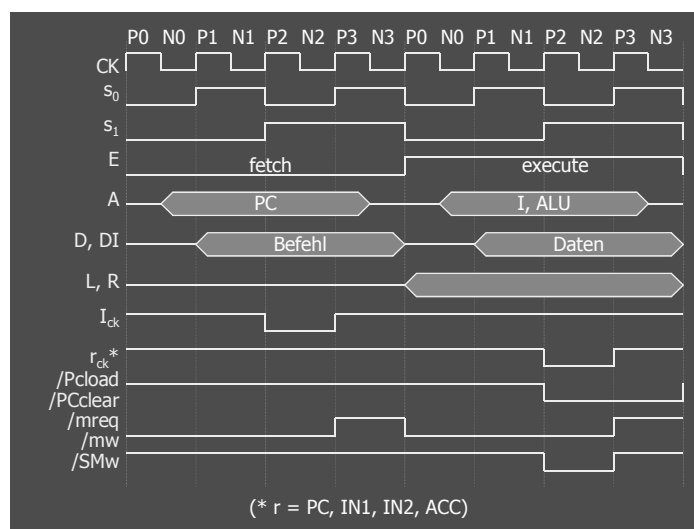 P0 N0 P1 N1 P2 N2 P3 N3 P0 N0 P1 N1 P2 N2 P3 N3
CK
s0
s1
E fetch execute
A PC I, ALU
D, DI Befehl Daten
L, R
Ick
rck*
/Pcload
/PCclear
/mreq
/mw
/SMw
(* r = PC, IN1, IN2, ACC)